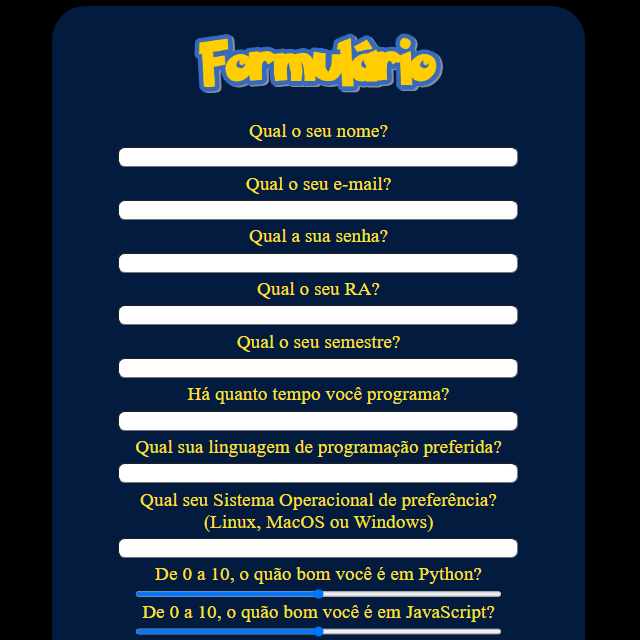 Formulário
Qual o seu nome?
Qual o seu e-mail?
Qual a sua senha?
Qual o seu RA?
Qual o seu semestre?
Há quanto tempo você programa?
Qual sua linguagem de programação preferida?
Qual seu Sistema Operacional de preferência?
(Linux, MacOS ou Windows)
De 0 a 10, o quão bom você é em Python?
De 0 a 10, o quão bom você é em JavaScript?